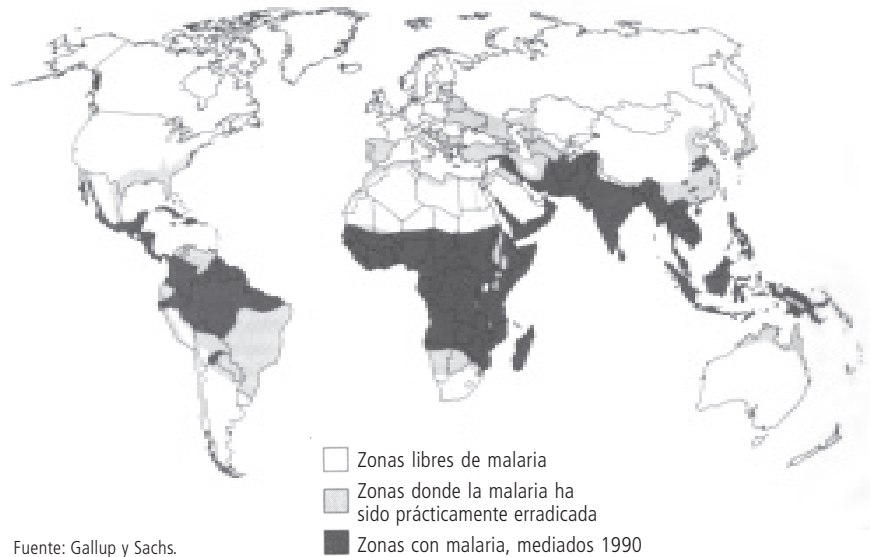 Zonas libres de malaria
Zonas donde la malaria ha
sido prácticamente erradicada
Zonas con malaria, mediados 1990
Fuente: Gallup y Sachs.